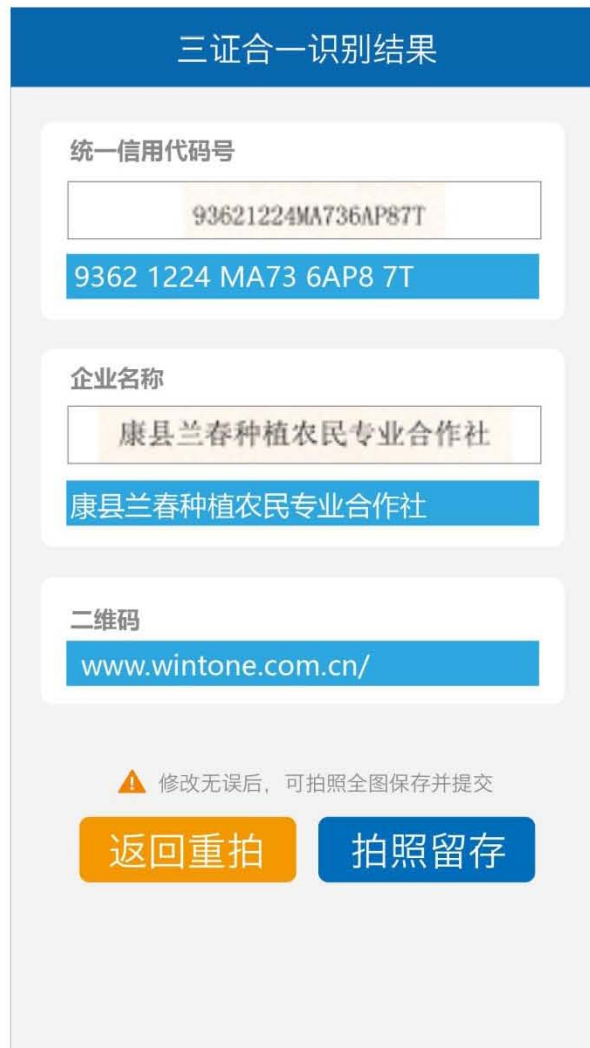 三证合一识别结果
统一信用代码号
93621224MA736AP87T
9362 1224 MA73 6AP8 7T
企业名称
康县兰春种植农民专业合作社
康县兰春种植农民专业合作社
二维码
www.wintone.com.cn/
修改无误后，可拍照全图保存并提交
返回重拍 拍照留存